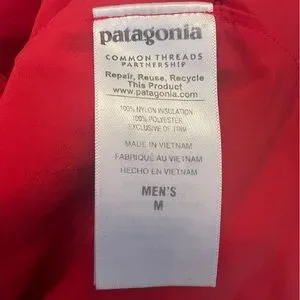 patagonia
COMMON THREADS
PARTNERSHIP
Repair, Reuse, Recycle
This Product
www.patagonia.com
100% NYLON INSULATION
100% POLYESTER
EXCLUSIVE OF TRIM
MADE IN VIETNAM
FABRIQUÉ AU VIETNAM
HECHO EN VIETNAM
MEN'S
M